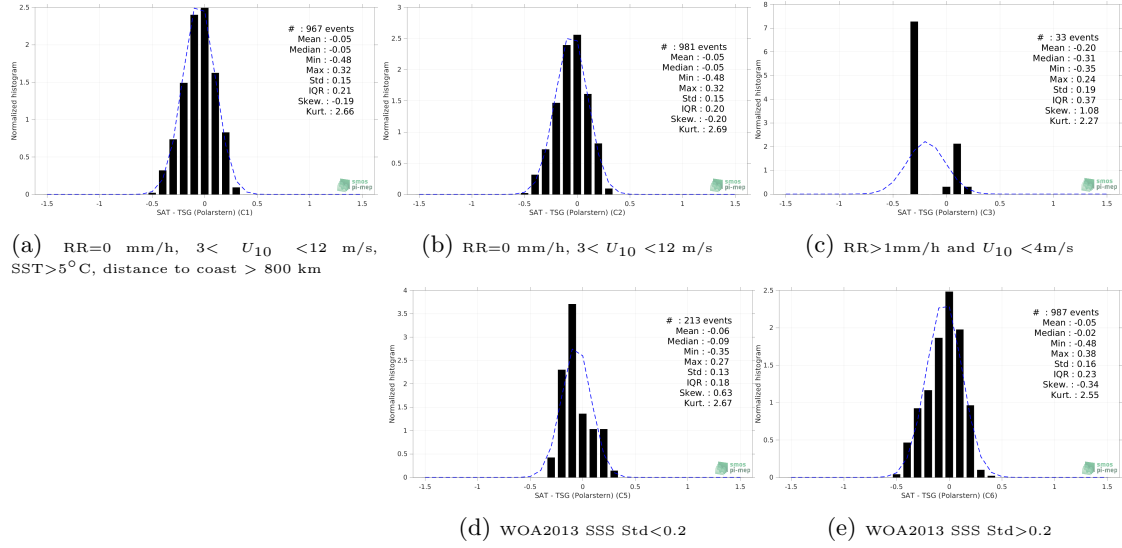 2.5
2
1.5
1
0.5
0
Normalized histogram
-1.5 -1 -0.5 0 0.5 1 1.5
SAT - TSG (Polarstern) (C1)
# : 967 events
Mean : -0.05
Median : -0.05
Min : -0.48
Max : 0.32
Std : 0.15
IQR : 0.21
Skew. : -0.19
Kurt. : 2.66
smos
pi-mep
(a) RR=0 mm/h, 3< U10 <12 m/s,
SST>5°C, distance to coast > 800 km
3
2.5
2
1.5
1
0.5
0
Normalized histogram
-1.5 -1 -0.5 0 0.5 1 1.5
SAT - TSG (Polarstern) (C2)
# : 981 events
Mean : -0.05
Median : -0.05
Min : -0.48
Max : 0.32
Std : 0.15
IQR : 0.20
Skew. : -0.20
Kurt. : 2.69
smos
pi-mep
(b) RR=0 mm/h, 3< U10 <12 m/s
8
7
6
5
4
3
2
1
0
Normalized histogram
-1.5 -1 -0.5 0 0.5 1 1.5
SAT - TSG (Polarstern) (C3)
# : 33 events
Mean : -0.20
Median : -0.31
Min : -0.35
Max : 0.24
Std : 0.19
IQR : 0.37
Skew. : 1.08
Kurt. : 2.27
smos
pi-mep
(c) RR>1mm/h and U10 <4m/s
4
3.5
3
2.5
2
1.5
1
0.5
0
Normalized histogram
-1.5 -1 -0.5 0 0.5 1 1.5
SAT - TSG (Polarstern) (C5)
# : 213 events
Mean : -0.06
Median : -0.09
Min : -0.35
Max : 0.27
Std : 0.13
IQR : 0.18
Skew. : 0.63
Kurt. : 2.67
smos
pi-mep
(d) WOA2013 SSS Std<0.2
2.5
2
1.5
1
0.5
0
Normalized histogram
-1.5 -1 -0.5 0 0.5 1 1.5
SAT - TSG (Polarstern) (C6)
# : 987 events
Mean : -0.05
Median : -0.02
Min : -0.48
Max : 0.38
Std : 0.16
IQR : 0.23
Skew. : -0.34
Kurt. : 2.55
smos
pi-mep
(e) WOA2013 SSS Std>0.2